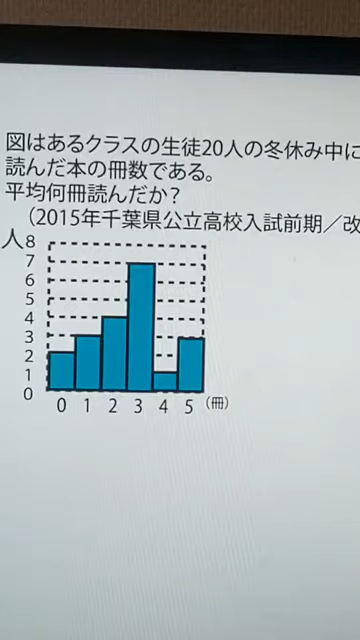 図はあるクラスの生徒20人の冬休み中に
読んだ本の冊数である。
平均何冊読んだか?
(2015年千葉県公立高校入試前期/改
人
8
7
6
5
4
3
2
1
0
0 1 2 3 4 5 (冊)